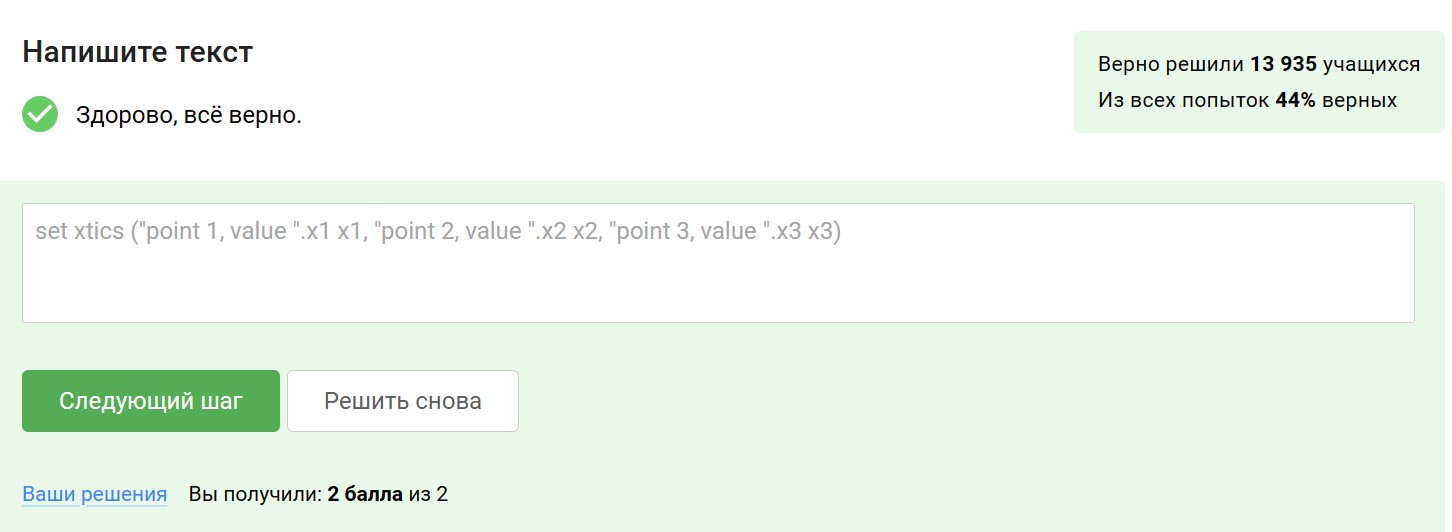 Напишите текст
Верно решили 13 935 учащихся
Из всех попыток 44% верных
Здорово, всё верно.
set xtics ("point 1, value ".x1 x1, "point 2, value ".x2 x2, "point 3, value ".x3 x3)
Следующий шаг
Решить снова
Ваши решения Вы получили: 2 балла из 2